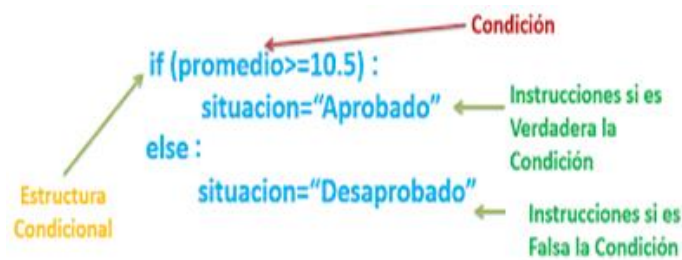 Condición
if (promedio>=10.5) :
situacion=“Aprobado”
Instrucciones si es
Verdadera la
Condición
else :
situacion=“Desaprobado”
Estructura
Condicional
Instrucciones si es
Falsa la Condición